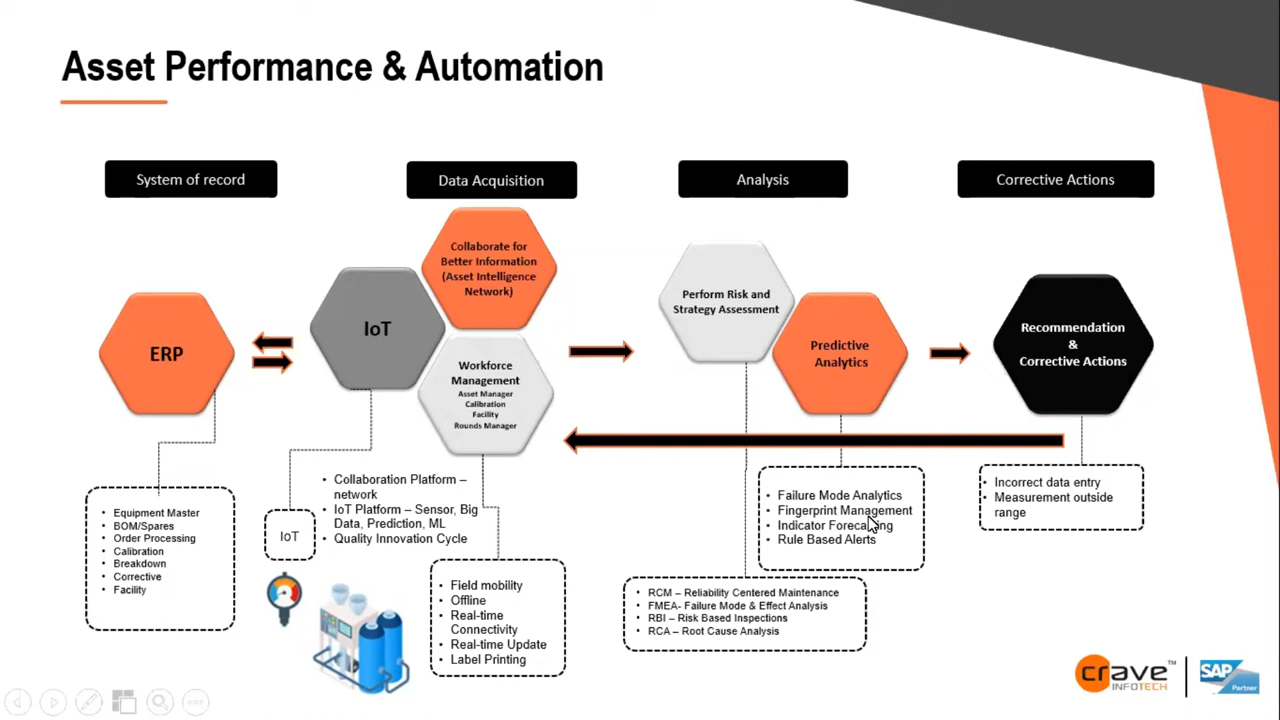 Asset Performance & Automation
System of record
Data Acquisition
Analysis
Corrective Actions
ERP
IoT
Collaborate for
Better Information
(Asset Intelligence
Network)
Workforce
Management
Asset Manager
Calibration
Facility
Rounds Manager
Perform Risk and
Strategy Assessment
Predictive
Analytics
Recommendation
&
Corrective Actions
• Equipment Master
• BOM/Spares
• Order Processing
• Calibration
• Breakdown
• Corrective
• Facility
IoT
• Collaboration Platform –
network
• IoT Platform – Sensor, Big
Data, Prediction, ML
• Quality Innovation Cycle
• Field mobility
• Offline
• Real-time
Connectivity
• Real-time Update
• Label Printing
• Failure Mode Analytics
• Fingerprint Management
• Indicator Forecasting
• Rule Based Alerts
• RCM – Reliability Centered Maintenance
• FMEA- Failure Mode & Effect Analysis
• RBI – Risk Based Inspections
• RCA – Root Cause Analysis
• Incorrect data entry
• Measurement outside
range
crave™
INFOTECH
SAP
Partner